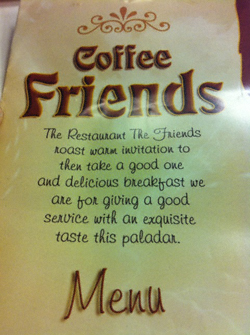 Coffee
Friends
The Restaurant The Friends
roast warm invitation to
then take a good one
and delicious breakfast we
are for giving a good
service with an exquisite
taste this paladar.
Menu